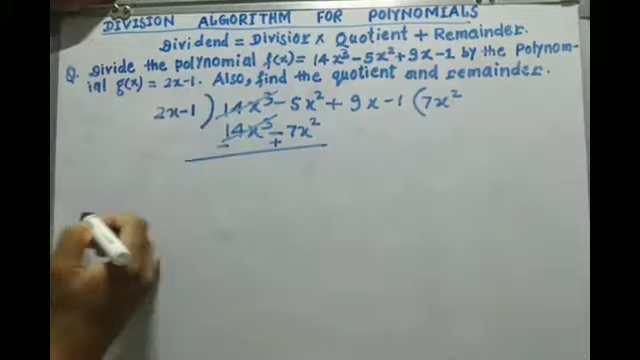 DIVISION ALGORITHM FOR POLYNOMIALS
Dividend = Divisior × Quotient + Remainder.
Q. Divide the polynomial f(x) = 14x³ - 5x² + 9x - 1 by the Polynom-
ial g(x) = 2x-1. Also, find the quotient and remainder.
2x-1) 14x³ - 5x² + 9x - 1 (7x²
14x³ - 7x²
- +